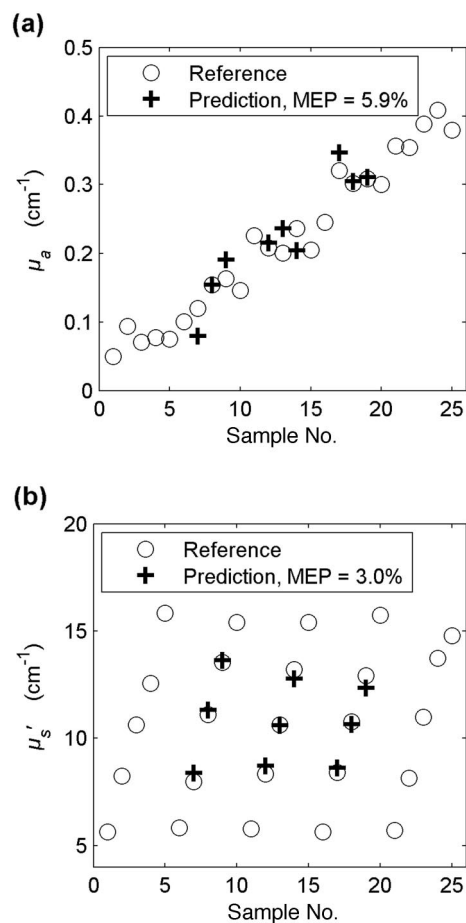 (a)
0.5
0.4
0.3
0.2
0.1
0
μa (cm⁻¹)
Reference
Prediction, MEP = 5.9%
0 5 10 15 20 25
Sample No.
(b)
20
15
10
5
0
μs′ (cm⁻¹)
Reference
Prediction, MEP = 3.0%
0 5 10 15 20 25
Sample No.